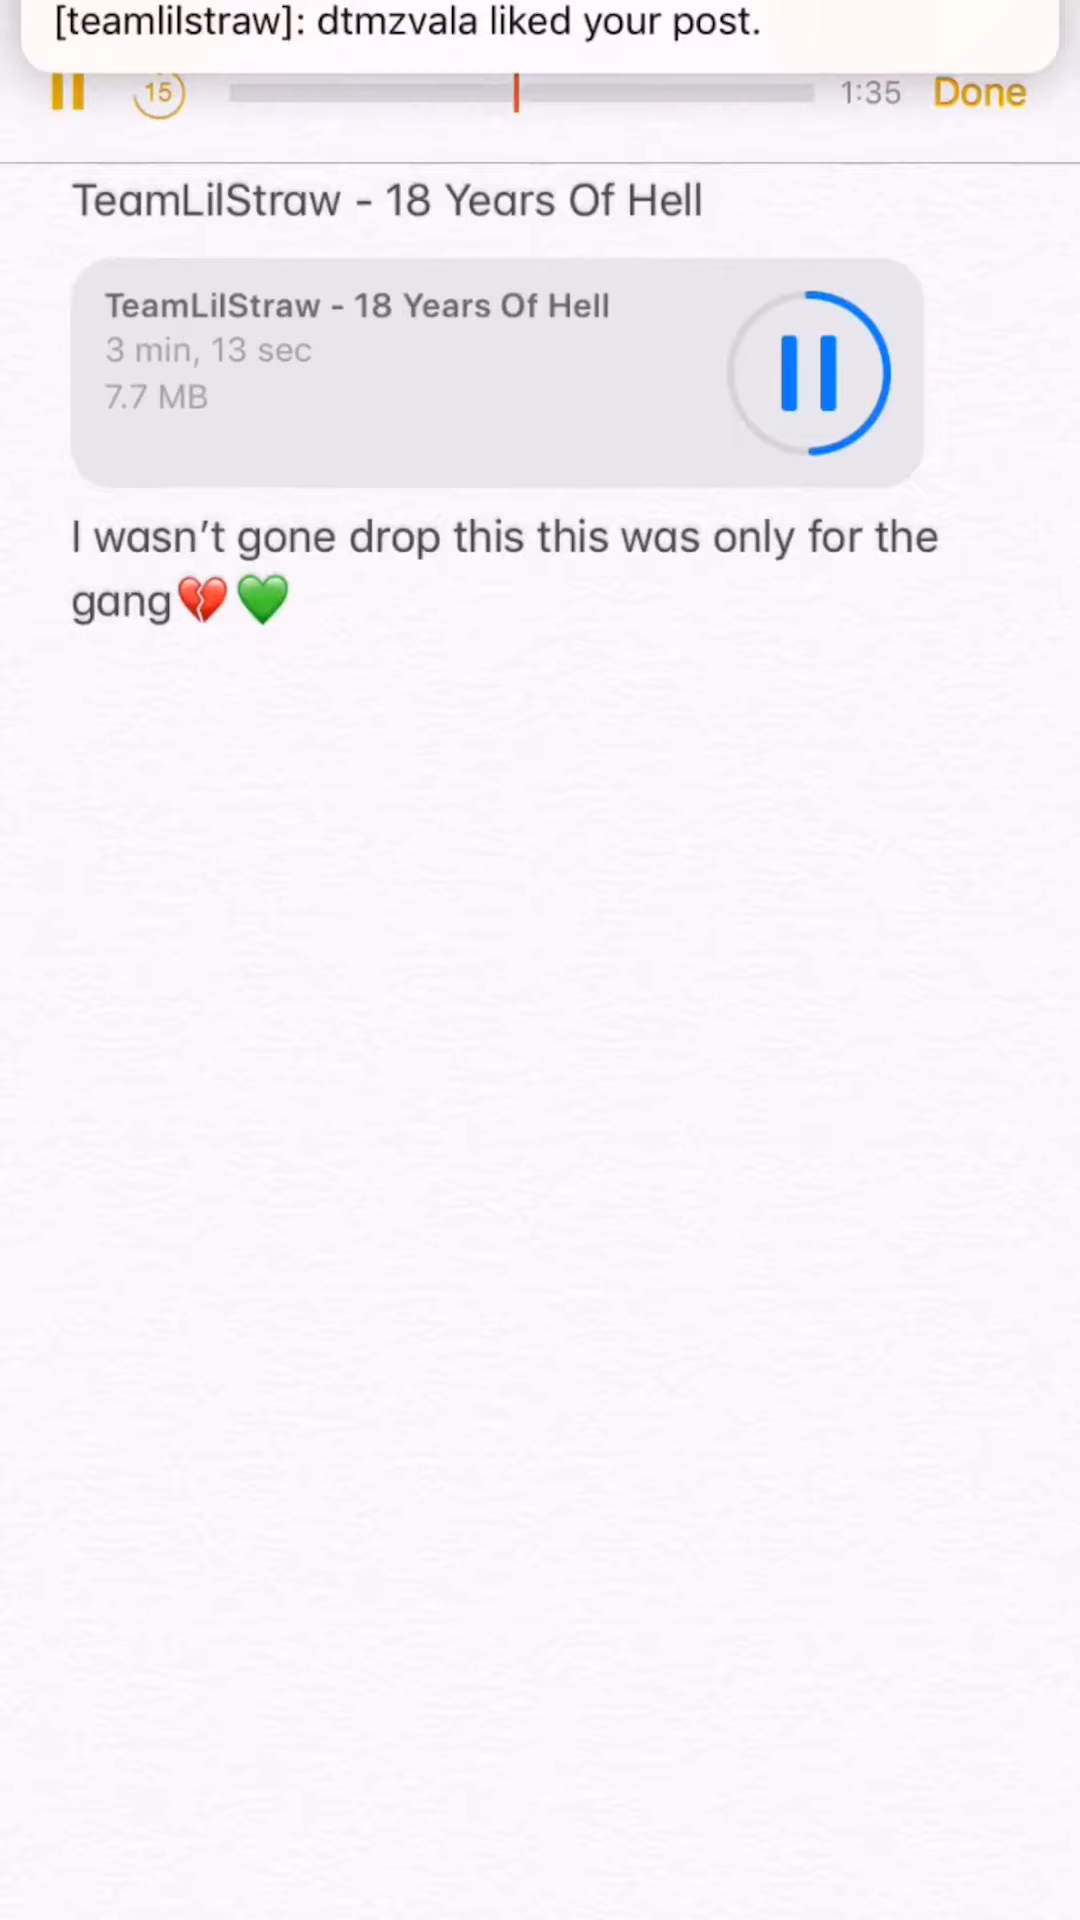 [teamlilstraw]: dtmzvala liked your post.
15 1:35 Done
TeamLilStraw - 18 Years Of Hell
TeamLilStraw - 18 Years Of Hell
3 min, 13 sec
7.7 MB
I wasn’t gone drop this this was only for the
gang💔💚